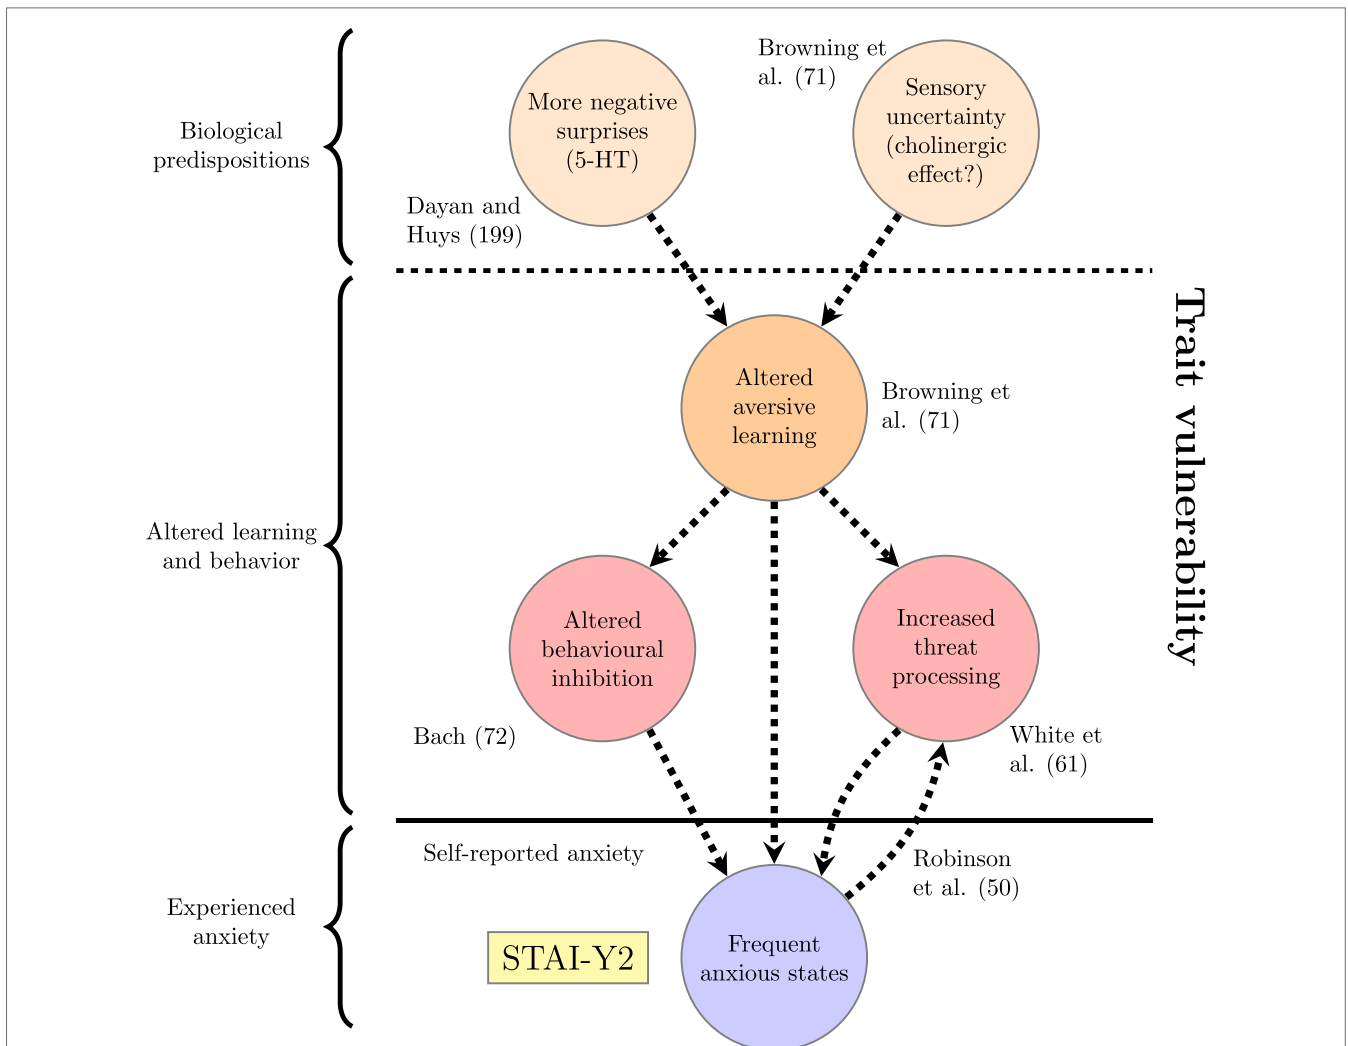 Browning et
al. (71)
More negative
surprises
(5-HT)
Sensory
uncertainty
(cholinergic
effect?)
Biological
predispositions
Dayan and
Huys (199)
Trait vulnerability
Altered
aversive
learning
Browning et
al. (71)
Altered learning
and behavior
Altered
behavioural
inhibition
Increased
threat
processing
Bach (72)
White et
al. (61)
Self-reported anxiety
Robinson
et al. (50)
Experienced
anxiety
STAI-Y2
Frequent
anxious states